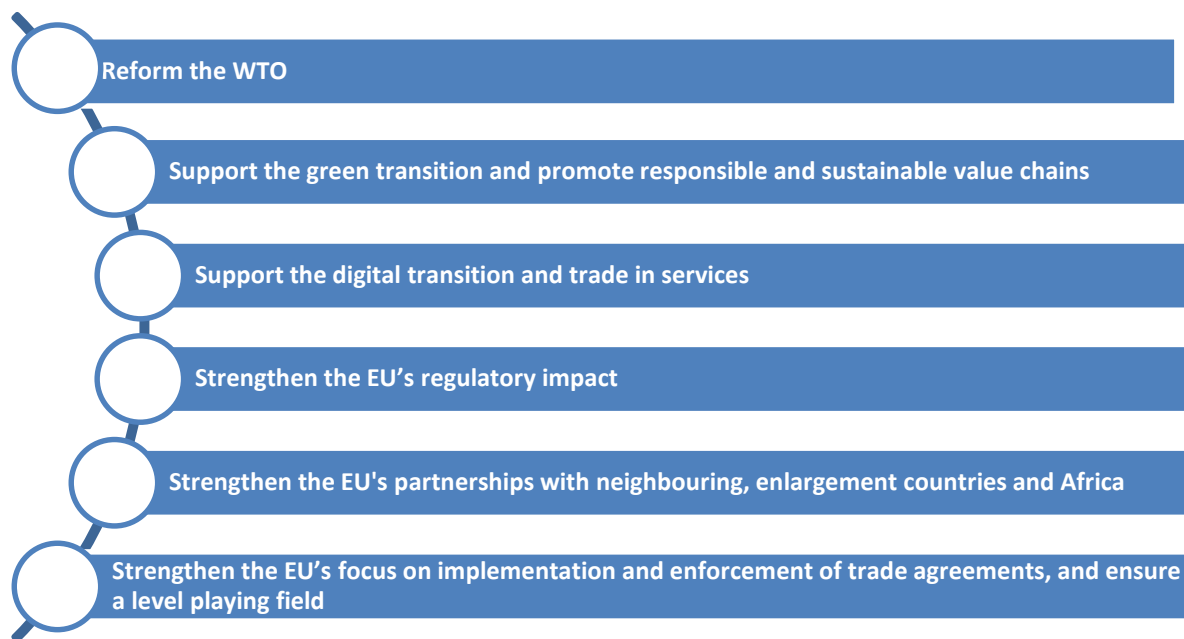 Reform the WTO
Support the green transition and promote responsible and sustainable value chains
Support the digital transition and trade in services
Strengthen the EU’s regulatory impact
Strengthen the EU's partnerships with neighbouring, enlargement countries and Africa
Strengthen the EU’s focus on implementation and enforcement of trade agreements, and ensure
a level playing field